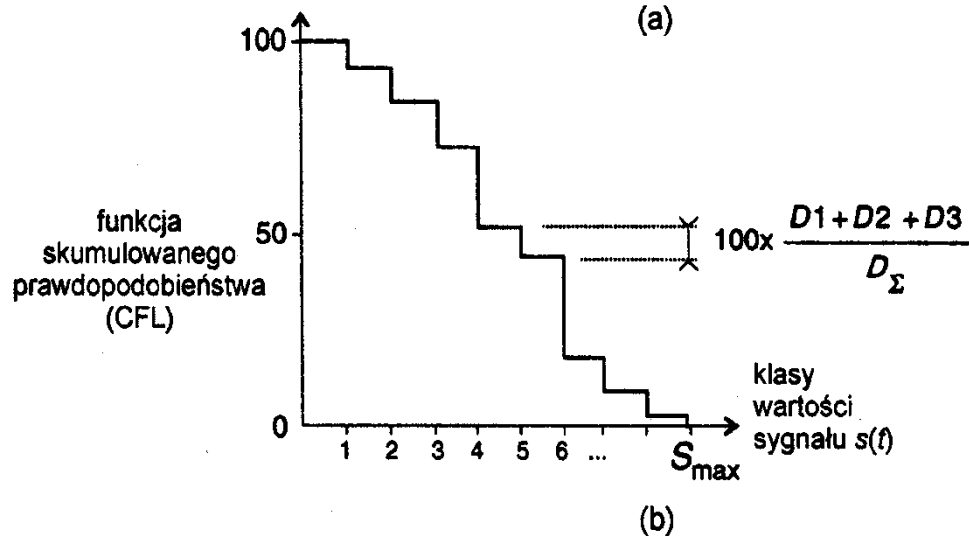 (a)
100
50
0
funkcja
skumulowanego
prawdopodobieństwa
(CFL)
100x D1+D2+D3
D_Σ
klasy
wartości
sygnału s(t)
1 2 3 4 5 6 ... S_max
(b)